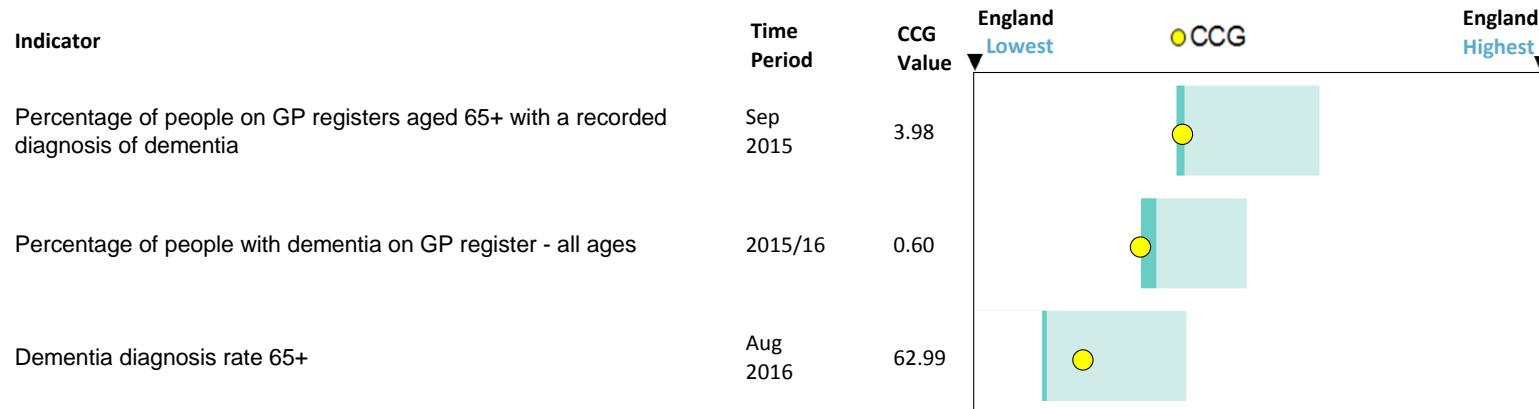 Indicator
Time
Period
CCG
Value
England
Lowest
CCG
England
Highest
Percentage of people on GP registers aged 65+ with a recorded
diagnosis of dementia
Sep
2015
3.98
Percentage of people with dementia on GP register - all ages
2015/16
0.60
Dementia diagnosis rate 65+
Aug
2016
62.99